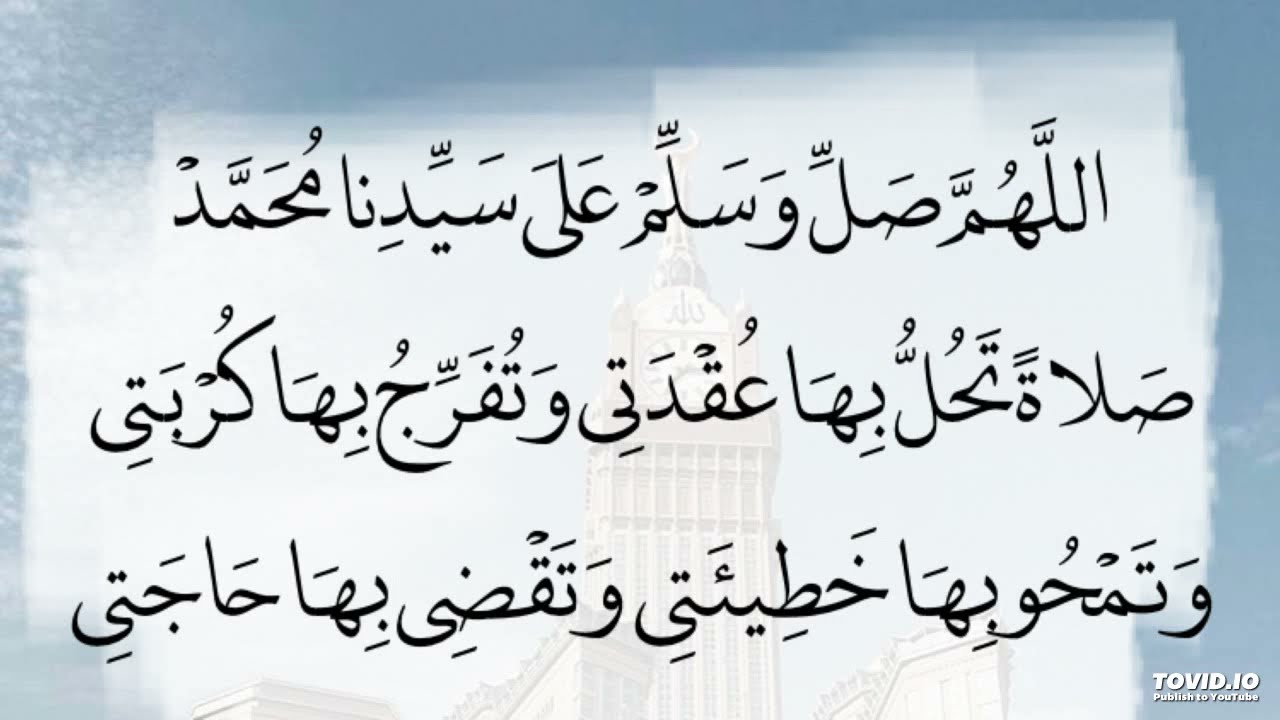 اللَّهُمَّ صَلِّ وَسَلِّمْ عَلَى سَيِّدِنَا مُحَمَّدْ
صَلاةً تَحُلُّ بِهَا عُقْدَتِي وَتُفَرِّجُ بِهَا كُرْبَتِي
وَتَمْحُو بِهَا خَطِيئَتِي وَتَقْضِي بِهَا حَاجَتِي
TOVID.IO
Publish to YouTube